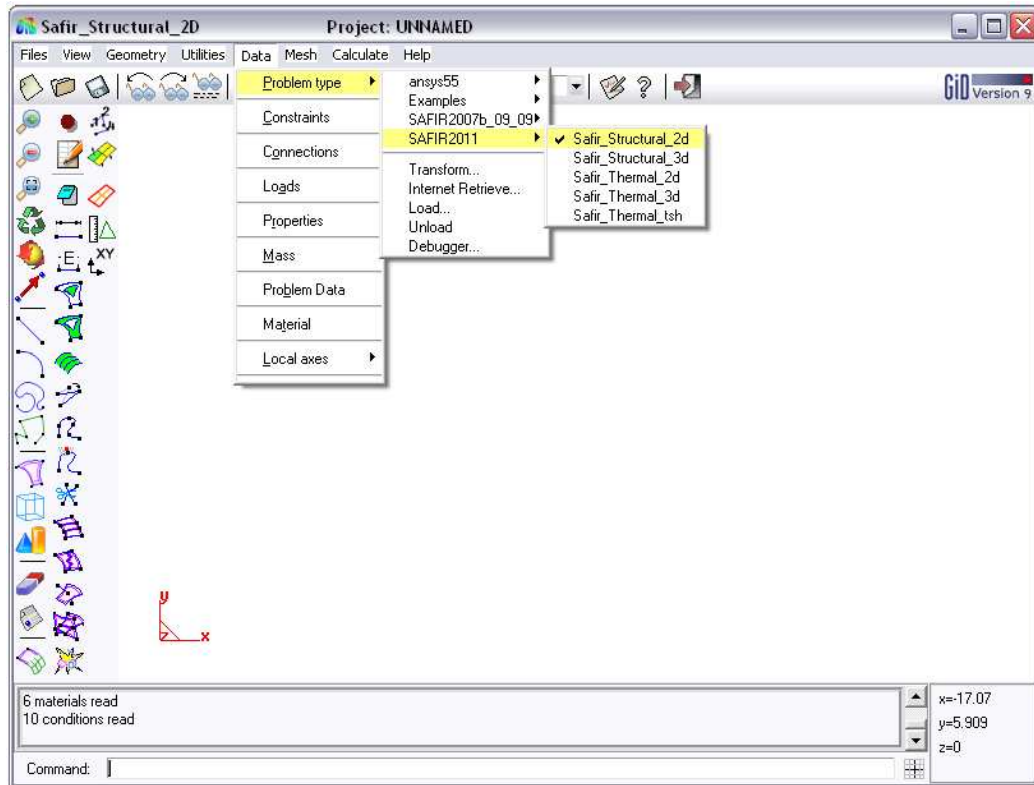 Safir_Structural_2D Project: UNNAMED
Files View Geometry Utilities Data Mesh Calculate Help
GiD Version 9
Problem type
Constraints
Connections
Loads
Properties
Mass
Problem Data
Material
Local axes
ansys55
Examples
SAFIR2007b_09_09
SAFIR2011
Transform...
Internet Retrieve...
Load...
Unload
Debugger...
Safir_Structural_2d
Safir_Structural_3d
Safir_Thermal_2d
Safir_Thermal_3d
Safir_Thermal_tsh
E
XY
y
z x
6 materials read
10 conditions read
x=-17.07
y=5.909
z=0
Command: